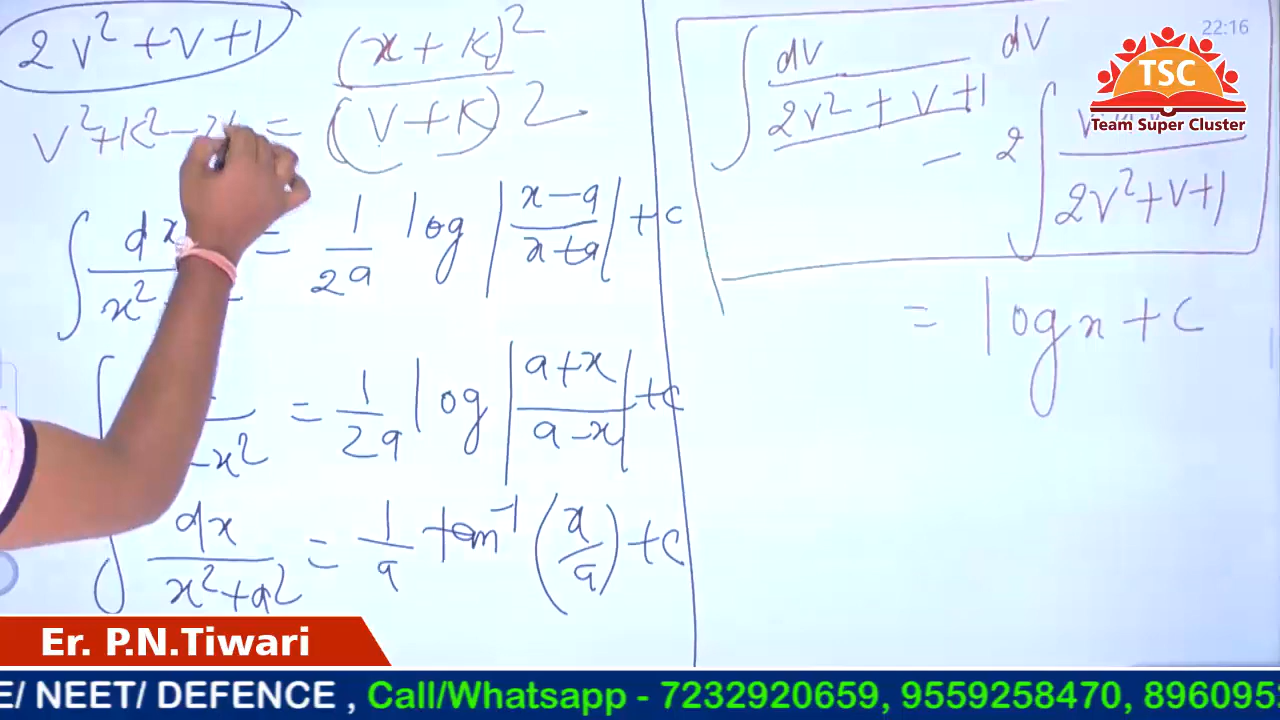 2v² + v + 1
(x + k)²
v² + k² - 2 = (v + k)²
∫ dx / x² = 1/2a log |x - a / x + a| + c
∫ - x² = 1/2a log |a + x / a - x| + c
∫ dx / x² + a² = 1/a tan⁻¹ (x/a) + c
22:16
∫ dv / 2v² + v + 1 - 2 ∫ v dv / 2v² + v + 1
= log x + c
TSC
Team Super Cluster
Er. P.N.Tiwari
E/ NEET/ DEFENCE , Call/Whatsapp - 7232920659, 9559258470, 896095